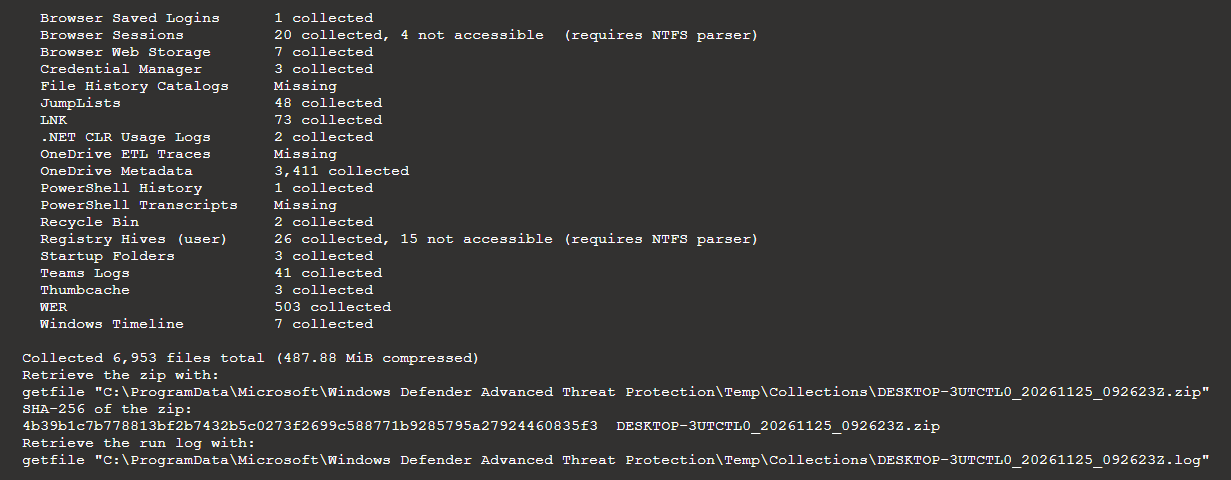 Browser Saved Logins 1 collected
Browser Sessions 20 collected, 4 not accessible (requires NTFS parser)
Browser Web Storage 7 collected
Credential Manager 3 collected
File History Catalogs Missing
JumpLists 48 collected
LNK 73 collected
.NET CLR Usage Logs 2 collected
OneDrive ETL Traces Missing
OneDrive Metadata 3,411 collected
PowerShell History 1 collected
PowerShell Transcripts Missing
Recycle Bin 2 collected
Registry Hives (user) 26 collected, 15 not accessible (requires NTFS parser)
Startup Folders 3 collected
Teams Logs 41 collected
Thumbcache 3 collected
WER 503 collected
Windows Timeline 7 collected
Collected 6,953 files total (487.88 MiB compressed)
Retrieve the zip with:
getfile "C:\ProgramData\Microsoft\Windows Defender Advanced Threat Protection\Temp\Collections\DESKTOP-3UTCTL0_20261125_092623Z.zip"
SHA-256 of the zip:
4b39b1c7b778813bf2b7432b5c0273f2699c588771b9285795a27924460835f3 DESKTOP-3UTCTL0_20261125_092623Z.zip
Retrieve the run log with:
getfile "C:\ProgramData\Microsoft\Windows Defender Advanced Threat Protection\Temp\Collections\DESKTOP-3UTCTL0_20261125_092623Z.log"